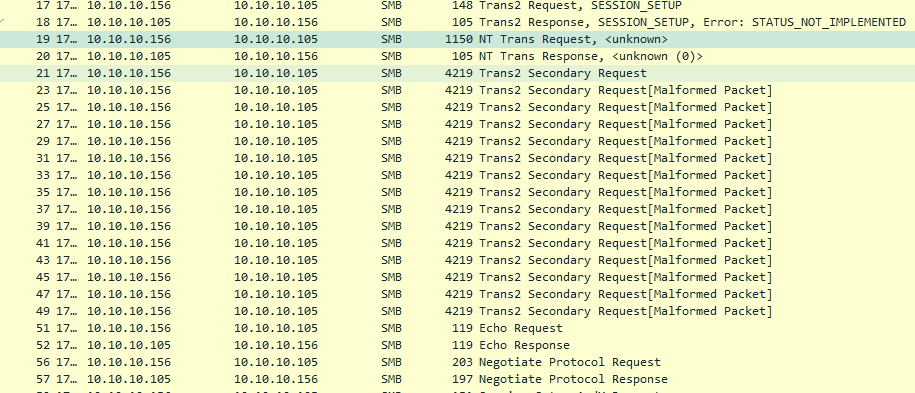 17 17… 10.10.10.156 10.10.10.105 SMB 148 Trans2 Request, SESSION_SETUP
18 17… 10.10.10.105 10.10.10.156 SMB 105 Trans2 Response, SESSION_SETUP, Error: STATUS_NOT_IMPLEMENTED
19 17… 10.10.10.156 10.10.10.105 SMB 1150 NT Trans Request, <unknown>
20 17… 10.10.10.105 10.10.10.156 SMB 105 NT Trans Response, <unknown (0)>
21 17… 10.10.10.156 10.10.10.105 SMB 4219 Trans2 Secondary Request
23 17… 10.10.10.156 10.10.10.105 SMB 4219 Trans2 Secondary Request[Malformed Packet]
25 17… 10.10.10.156 10.10.10.105 SMB 4219 Trans2 Secondary Request[Malformed Packet]
27 17… 10.10.10.156 10.10.10.105 SMB 4219 Trans2 Secondary Request[Malformed Packet]
29 17… 10.10.10.156 10.10.10.105 SMB 4219 Trans2 Secondary Request[Malformed Packet]
31 17… 10.10.10.156 10.10.10.105 SMB 4219 Trans2 Secondary Request[Malformed Packet]
33 17… 10.10.10.156 10.10.10.105 SMB 4219 Trans2 Secondary Request[Malformed Packet]
35 17… 10.10.10.156 10.10.10.105 SMB 4219 Trans2 Secondary Request[Malformed Packet]
37 17… 10.10.10.156 10.10.10.105 SMB 4219 Trans2 Secondary Request[Malformed Packet]
39 17… 10.10.10.156 10.10.10.105 SMB 4219 Trans2 Secondary Request[Malformed Packet]
41 17… 10.10.10.156 10.10.10.105 SMB 4219 Trans2 Secondary Request[Malformed Packet]
43 17… 10.10.10.156 10.10.10.105 SMB 4219 Trans2 Secondary Request[Malformed Packet]
45 17… 10.10.10.156 10.10.10.105 SMB 4219 Trans2 Secondary Request[Malformed Packet]
47 17… 10.10.10.156 10.10.10.105 SMB 4219 Trans2 Secondary Request[Malformed Packet]
49 17… 10.10.10.156 10.10.10.105 SMB 4219 Trans2 Secondary Request[Malformed Packet]
51 17… 10.10.10.156 10.10.10.105 SMB 119 Echo Request
52 17… 10.10.10.105 10.10.10.156 SMB 119 Echo Response
56 17… 10.10.10.156 10.10.10.105 SMB 203 Negotiate Protocol Request
57 17… 10.10.10.105 10.10.10.156 SMB 197 Negotiate Protocol Response